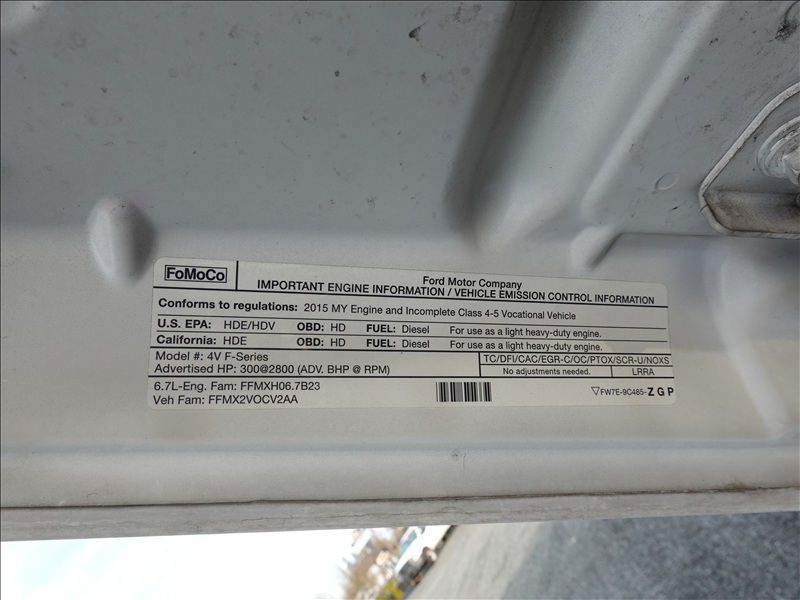 FoMoCo
Ford Motor Company
IMPORTANT ENGINE INFORMATION / VEHICLE EMISSION CONTROL INFORMATION
Conforms to regulations: 2015 MY Engine and Incomplete Class 4-5 Vocational Vehicle
U.S. EPA: HDE/HDV OBD: HD FUEL: Diesel For use as a light heavy-duty engine.
California: HDE OBD: HD FUEL: Diesel For use as a light heavy-duty engine.
Model #: 4V F-Series
Advertised HP: 300@2800 (ADV. BHP @ RPM)
TC/DFI/CAC/EGR-C/OC/PTOX/SCR-U/NOXS
No adjustments needed. LRRA
6.7L-Eng. Fam: FFMXH06.7B23
Veh Fam: FFMX2VOCV2AA
▽FW7E-9C485-ZGP